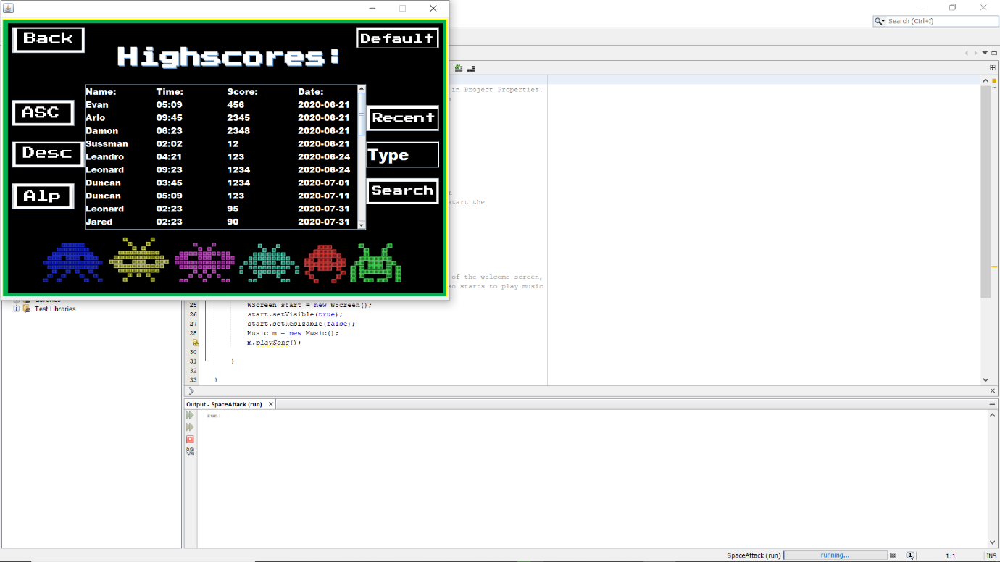 Back
Default
Highscores:
Search (Ctrl+I)
Name: Time: Score: Date:
Evan 05:09 456 2020-06-21
Arlo 09:45 2345 2020-06-21
Damon 06:23 2348 2020-06-21
Sussman 02:02 12 2020-06-21
Leandro 04:21 123 2020-06-24
Leonard 09:23 1234 2020-06-24
Duncan 03:45 1234 2020-07-01
Duncan 05:09 123 2020-07-11
Leonard 02:23 95 2020-07-31
Jared 02:23 90 2020-07-31
ASC
Desc
Alp
Recent
Type
Search
in Project Properties.
start the
of the welcome screen,
so starts to play music
Test Libraries
25 WScreen start = new WScreen();
26 start.setVisible(true);
27 start.setResizable(false);
28 Music m = new Music();
m.playSong();
30
31 }
32
33 }
Output - SpaceAttack (run)
run:
SpaceAttack (run) running... 1:1 INS